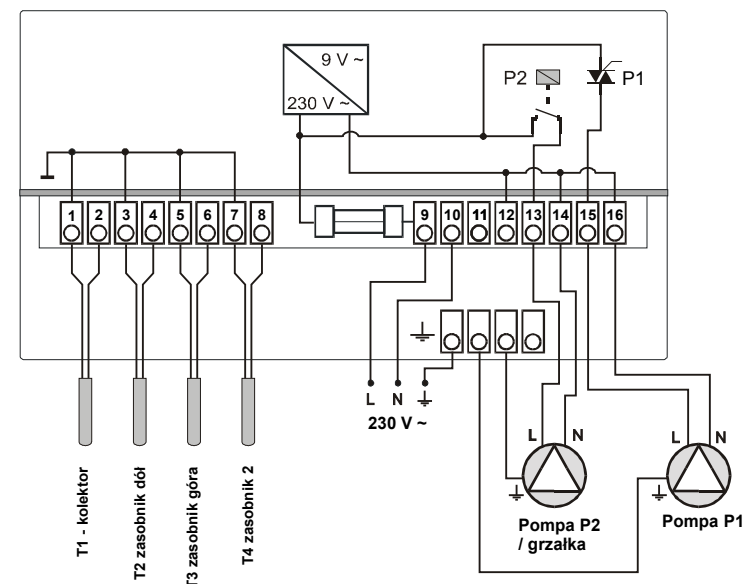 9 V ~
230 V ~
P2
P1
1 2 3 4 5 6 7 8
9 10 11 12 13 14 15 16
L N
230 V ~
L N
L N
Pompa P2
/ grzałka
Pompa P1
T1 - kolektor
T2 zasobnik dół
T3 zasobnik góra
T4 zasobnik 2